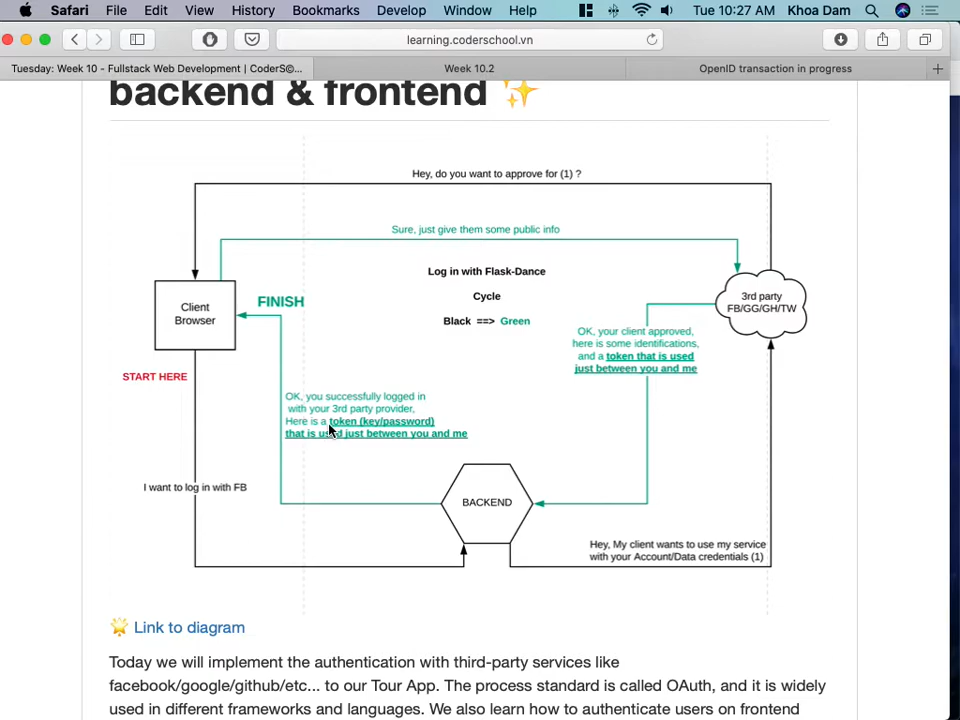 Safari File Edit View History Bookmarks Develop Window Help Tue 10:27 AM Khoa Dam
learning.coderschool.vn
Tuesday: Week 10 - Fullstack Web Development | CoderS©... Week 10.2 OpenID transaction in progress
backend & frontend ✨
Hey, do you want to approve for (1) ?
Sure, just give them some public info
Log in with Flask-Dance
Cycle
Black ==> Green
Client
Browser
FINISH
3rd party
FB/GG/GH/TW
OK, your client approved,
here is some identifications,
and a token that is used
just between you and me
START HERE
OK, you successfully logged in
with your 3rd party provider,
Here is a token (key/password)
that is used just between you and me
I want to log in with FB
BACKEND
Hey, My client wants to use my service
with your Account/Data credentials (1)
🌟 Link to diagram
Today we will implement the authentication with third-party services like
facebook/google/github/etc... to our Tour App. The process standard is called OAuth, and it is widely
used in different frameworks and languages. We also learn how to authenticate users on frontend